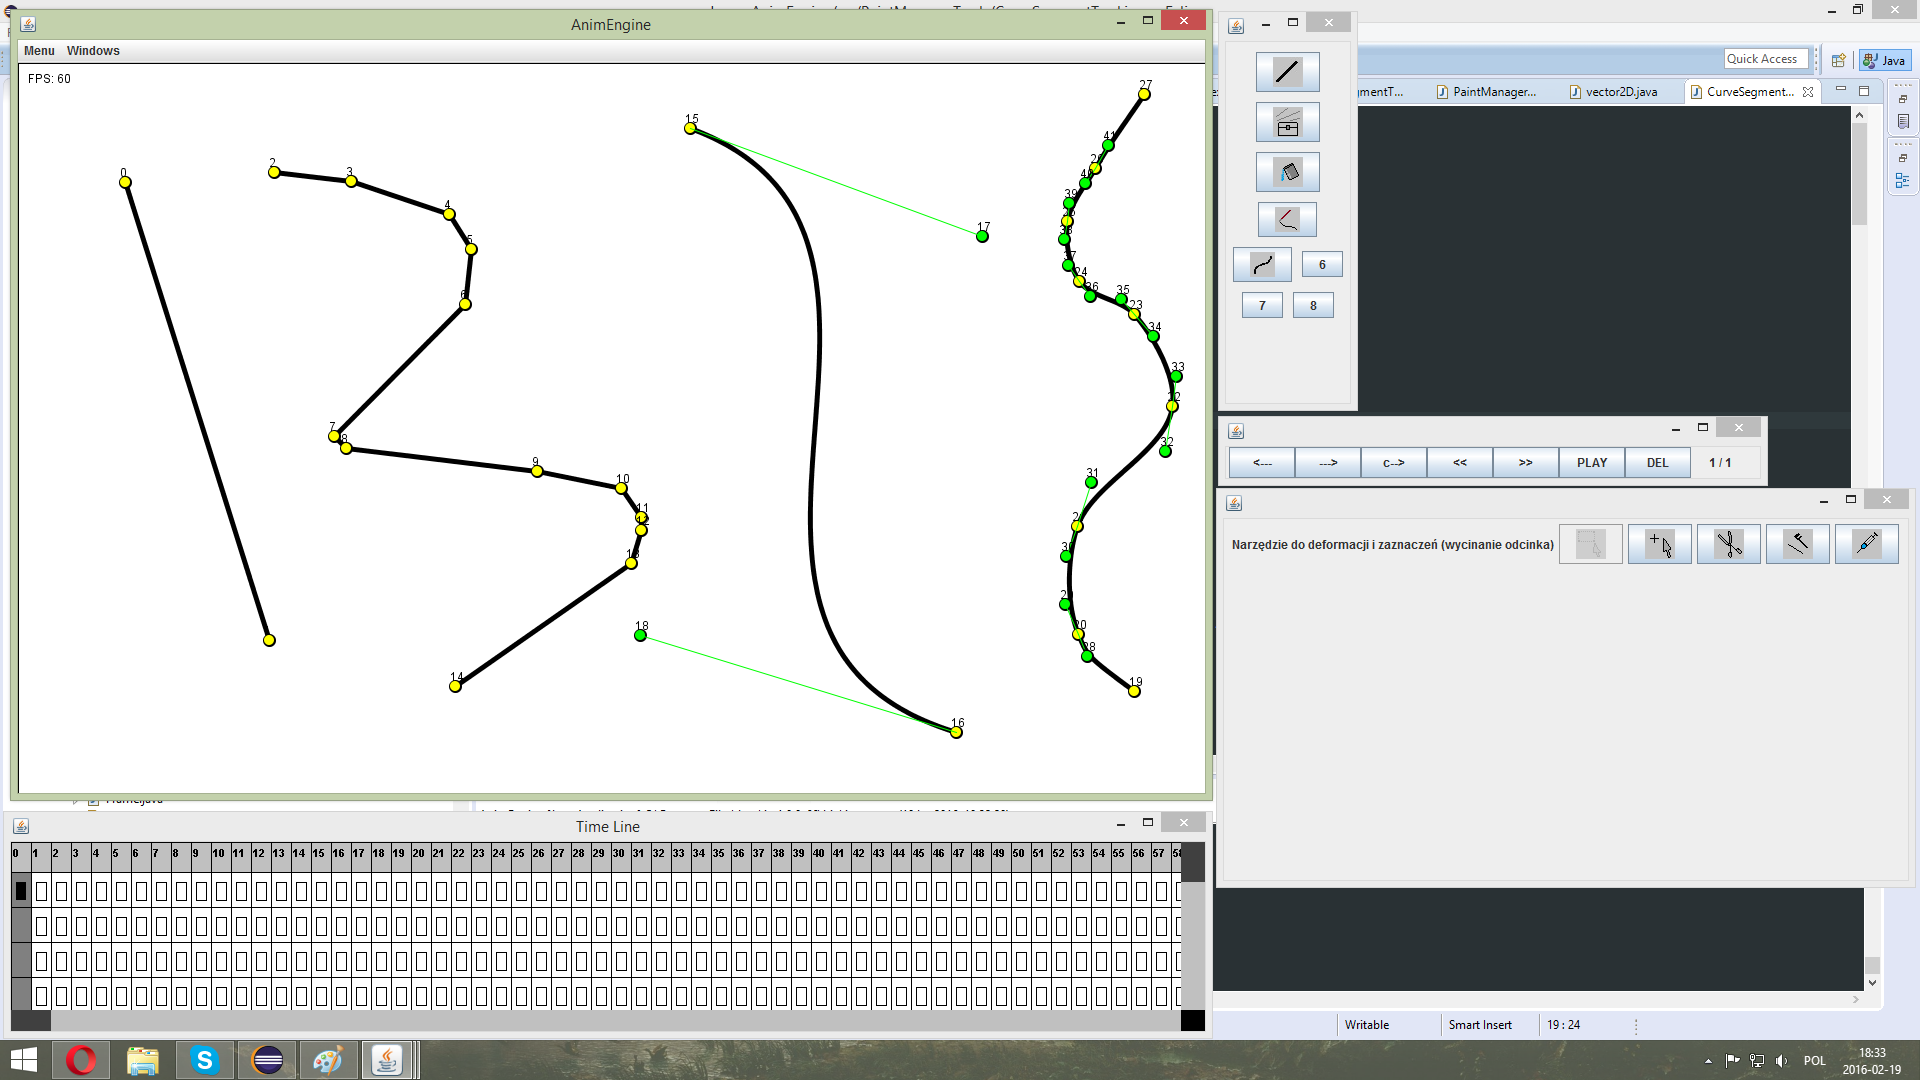 AnimEngine
Menu Windows
FPS: 60
0
2
3
4
5
6
7
8
9
10
11
12
13
14
15
16
17
18
27
41
26
40
39
38
37
24
36
35
23
34
33
22
32
31
30
20
28
19
6
7
8
Quick Access
Java
PaintManager...
vector2D.java
CurveSegment...
<---
--->
c-->
<<
>>
PLAY
DEL
1 / 1
Narzędzie do deformacji i zaznaczeń (wycinanie odcinka)
Time Line
0 1 2 3 4 5 6 7 8 9 10 11 12 13 14 15 16 17 18 19 20 21 22 23 24 25 26 27 28 29 30 31 32 33 34 35 36 37 38 39 40 41 42 43 44 45 46 47 48 49 50 51 52 53 54 55 56 57 58
Writable
Smart Insert
19 : 24
POL
18:33
2016-02-19